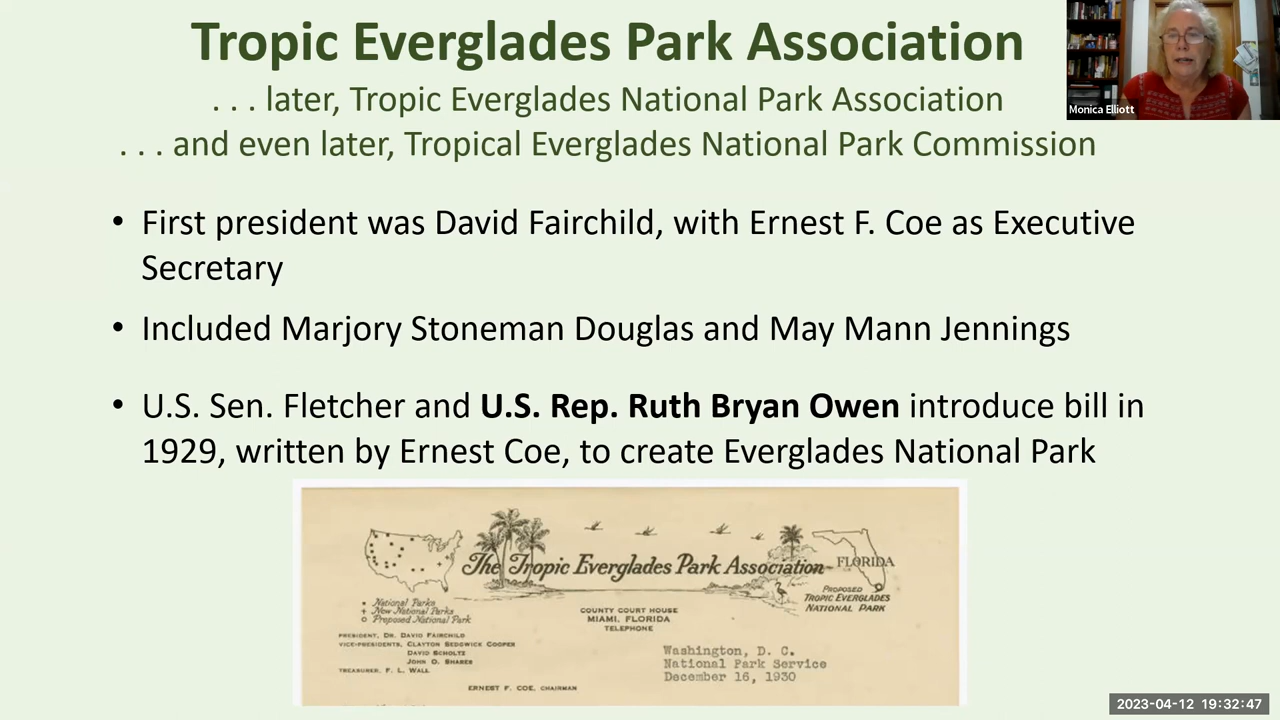 Tropic Everglades Park Association
. . . later, Tropic Everglades National Park Association
. . . and even later, Tropical Everglades National Park Commission
Monica Elliott
• First president was David Fairchild, with Ernest F. Coe as Executive
Secretary
• Included Marjory Stoneman Douglas and May Mann Jennings
• U.S. Sen. Fletcher and U.S. Rep. Ruth Bryan Owen introduce bill in
1929, written by Ernest Coe, to create Everglades National Park
The Tropic Everglades Park Association
FLORIDA
PROPOSED
TROPIC EVERGLADES
NATIONAL PARK
• National Parks
+ New National Parks
o Proposed National Park
COUNTY COURT HOUSE
MIAMI, FLORIDA
TELEPHONE
PRESIDENT, DR. DAVID FAIRCHILD
VICE-PRESIDENTS, CLAYTON SEDGWICK COOPER
DAVID SHOLTZ
JOHN O. SHARES
TREASURER, F. L. WALL
Washington, D. C.
National Park Service
December 16, 1930
ERNEST F. COE, CHAIRMAN
2023-04-12 19:32:47